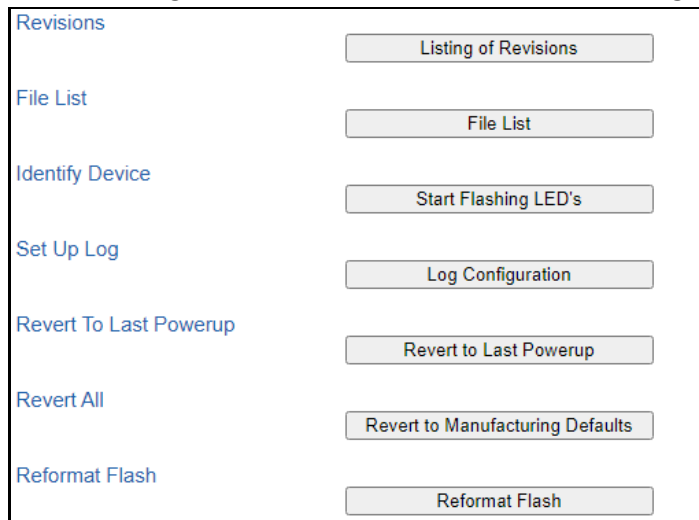 Revisions
Listing of Revisions
File List
File List
Identify Device
Start Flashing LED's
Set Up Log
Log Configuration
Revert To Last Powerup
Revert to Last Powerup
Revert All
Revert to Manufacturing Defaults
Reformat Flash
Reformat Flash